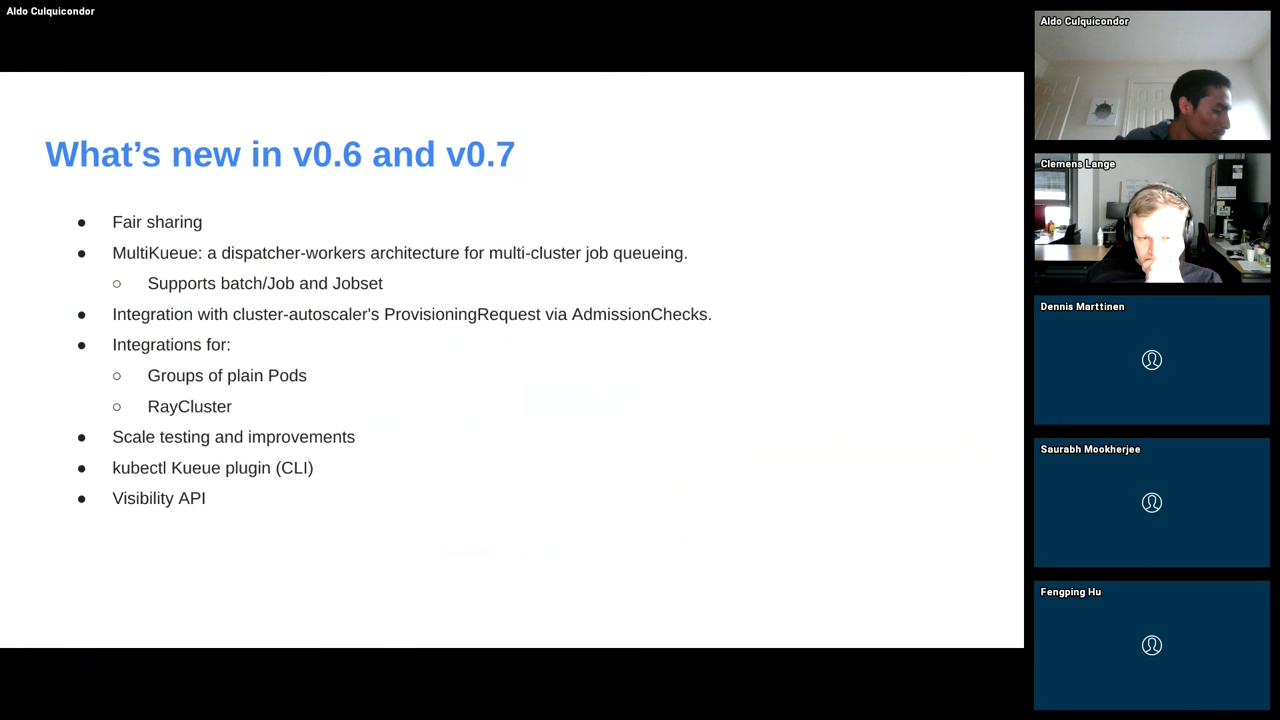 Aldo Culquicondor
What's new in v0.6 and v0.7
● Fair sharing
● MultiKueue: a dispatcher-workers architecture for multi-cluster job queueing.
○ Supports batch/Job and Jobset
● Integration with cluster-autoscaler's ProvisioningRequest via AdmissionChecks.
● Integrations for:
○ Groups of plain Pods
○ RayCluster
● Scale testing and improvements
● kubectl Kueue plugin (CLI)
● Visibility API
Aldo Culquicondor
Clemens Lange
Dennis Marttinen
Saurabh Mookherjee
Fengping Hu